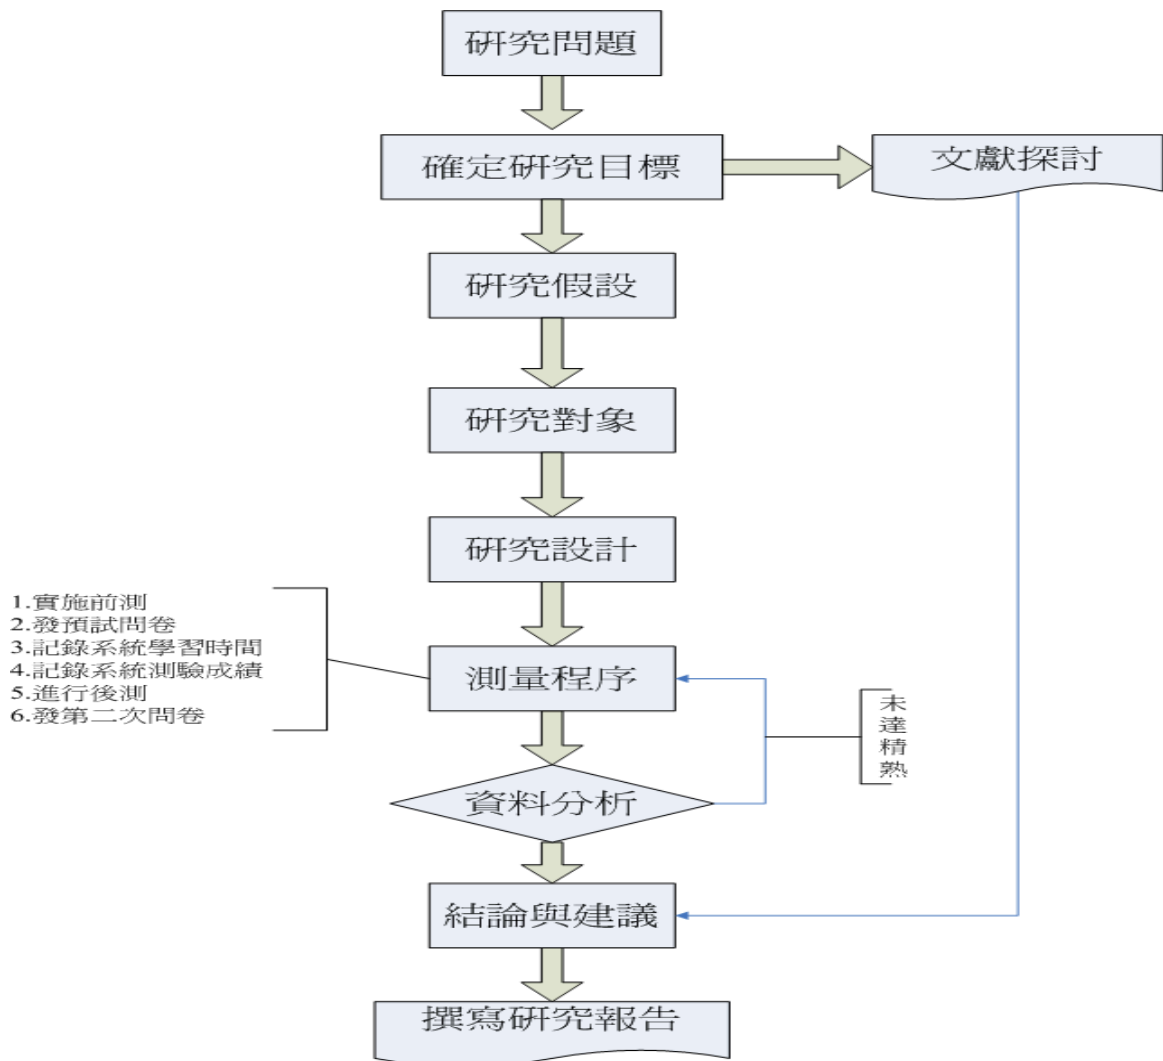 研究問題
確定研究目標
文獻探討
研究假設
研究對象
研究設計
1.實施前測
2.發預試問卷
3.記錄系統學習時間
4.記錄系統測驗成績
5.進行後測
6.發第二次問卷
測量程序
未
達
精
熟
資料分析
結論與建議
撰寫研究報告